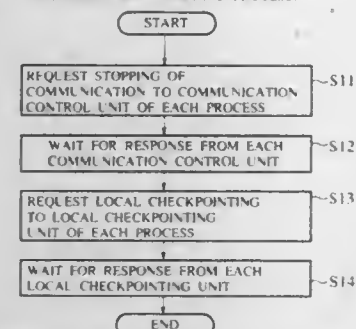 START
REQUEST STOPPING OF
COMMUNICATION TO COMMUNICATION
CONTROL UNIT OF EACH PROCESS
S11
WAIT FOR RESPONSE FROM EACH
COMMUNICATION CONTROL UNIT
S12
REQUEST LOCAL CHECKPOINTING
TO LOCAL CHECKPOINTING
UNIT OF EACH PROCESS
S13
WAIT FOR RESPONSE FROM EACH
LOCAL CHECKPOINTING UNIT
S14
END